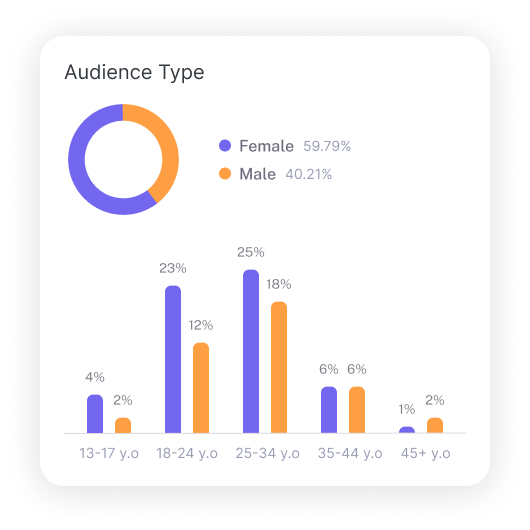 Audience Type
Female 59.79%
Male 40.21%
25%
23%
18%
12%
6% 6%
4%
2%
2%
1%
13-17 y.o 18-24 y.o 25-34 y.o 35-44 y.o 45+ y.o